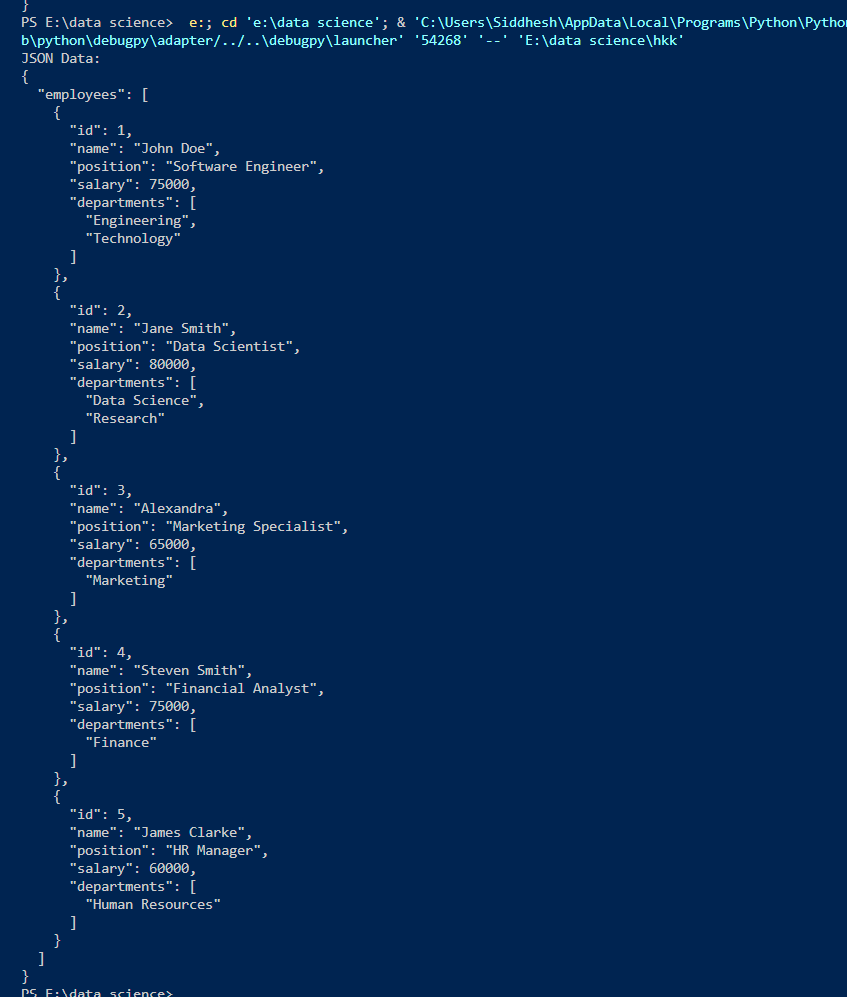 }
PS E:\data science>  e:; cd 'e:\data science'; & 'C:\Users\Siddhesh\AppData\Local\Programs\Python\Pytho
b\python\debugpy\adapter/../..\debugpy\launcher' '54268' '--' 'E:\data science\hkk'
JSON Data:
{
  "employees": [
    {
      "id": 1,
      "name": "John Doe",
      "position": "Software Engineer",
      "salary": 75000,
      "departments": [
        "Engineering",
        "Technology"
      ]
    },
    {
      "id": 2,
      "name": "Jane Smith",
      "position": "Data Scientist",
      "salary": 80000,
      "departments": [
        "Data Science",
        "Research"
      ]
    },
    {
      "id": 3,
      "name": "Alexandra",
      "position": "Marketing Specialist",
      "salary": 65000,
      "departments": [
        "Marketing"
      ]
    },
    {
      "id": 4,
      "name": "Steven Smith",
      "position": "Financial Analyst",
      "salary": 75000,
      "departments": [
        "Finance"
      ]
    },
    {
      "id": 5,
      "name": "James Clarke",
      "position": "HR Manager",
      "salary": 60000,
      "departments": [
        "Human Resources"
      ]
    }
  ]
}
PS E:\data science>